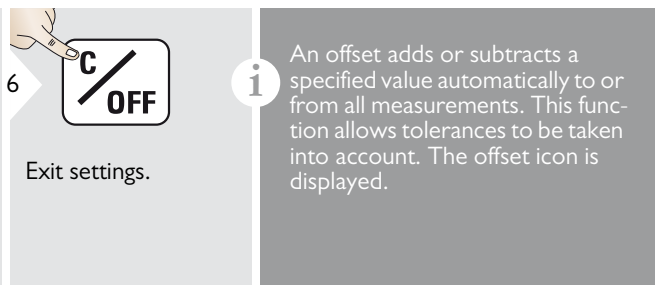 6
C
OFF
Exit settings.
i
An offset adds or subtracts a
specified value automatically to or
from all measurements. This func-
tion allows tolerances to be taken
into account. The offset icon is
displayed.